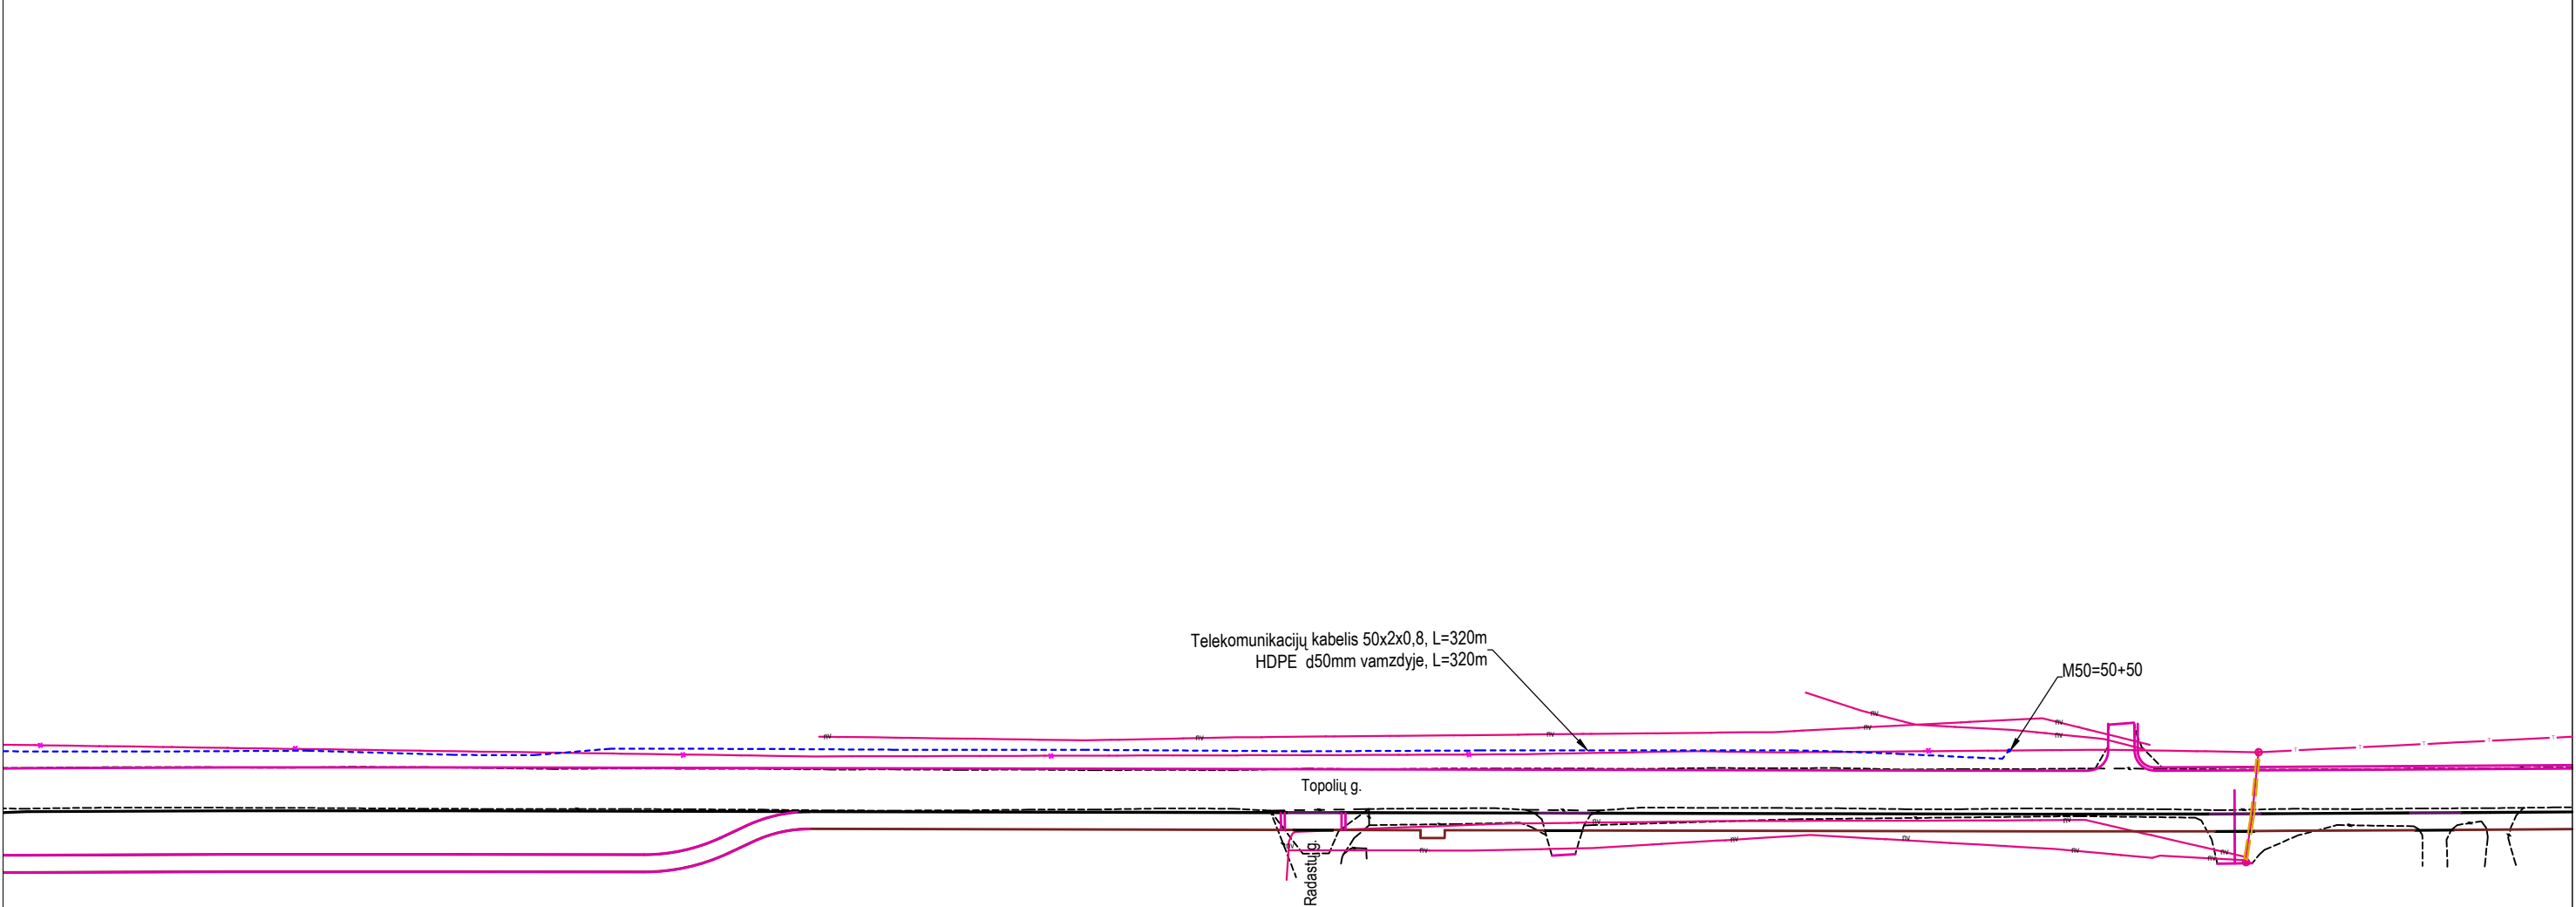 Telekomunikacijų kabelis 50x2x0,8, L=320m
HDPE d50mm vamzdyje, L=320m
M50=50+50
Topolių g.
Radastų g.